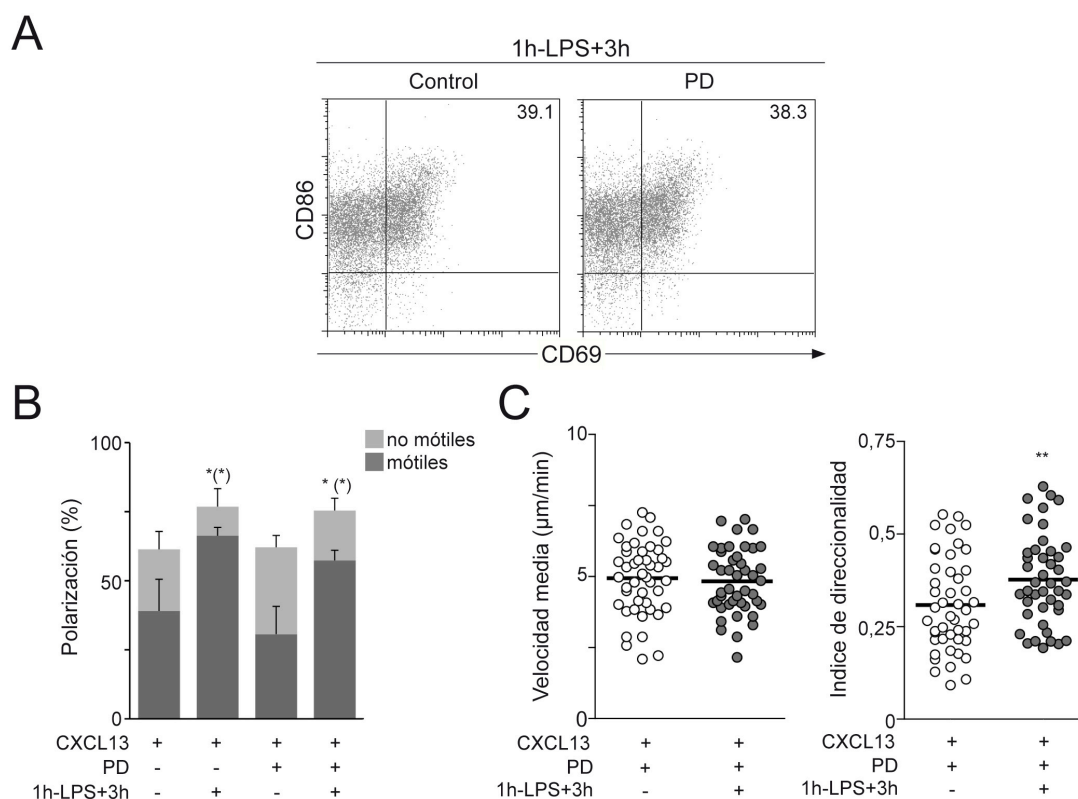 A
1h-LPS+3h
Control PD
39.1 38.3
CD86
CD69
B
100
50
0
Polarización (%)
no mótiles
mótiles
*(*) * (*)
CXCL13 + + + +
PD - - + +
1h-LPS+3h - + - +
C
10
5
0
Velocidad media (μm/min)
CXCL13 + +
PD + +
1h-LPS+3h - +
0,75
0,5
0,25
0
Indice de direccionalidad
**
CXCL13 + +
PD + +
1h-LPS+3h - +